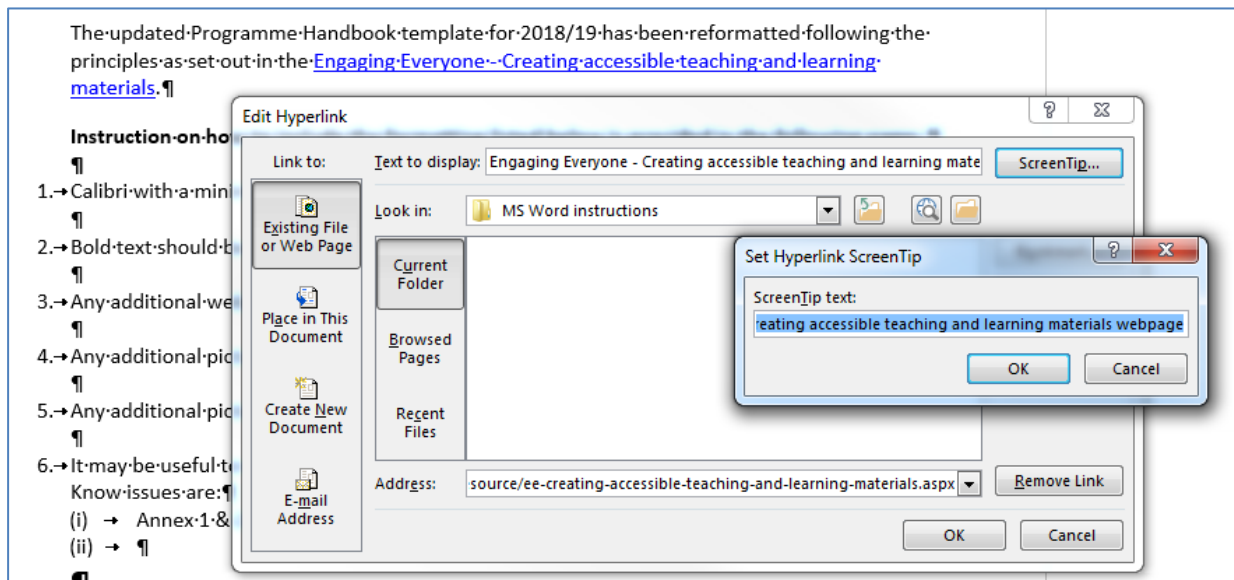 The·updated·Programme·Handbook·template·for·2018/19·has·been·reformatted·following·the·
principles·as·set·out·in·the·Engaging·Everyone·-·Creating·accessible·teaching·and·learning·
materials.¶
Instruction·on·ho
¶
1.→Calibri·with·a·mini
¶
2.→Bold·text·should·b
¶
3.→Any·additional·we
¶
4.→Any·additional·pic
¶
5.→Any·additional·pic
¶
6.→It·may·be·useful·t
Know·issues·are:¶
(i) → Annex·1·&
(ii) → ¶
¶
Edit Hyperlink
Link to:
Text to display: Engaging Everyone - Creating accessible teaching and learning mate
ScreenTip...
Existing File
or Web Page
Place in This
Document
Create New
Document
E-mail
Address
Look in: MS Word instructions
Current
Folder
Browsed
Pages
Recent
Files
Address: source/ee-creating-accessible-teaching-and-learning-materials.aspx
Remove Link
OK
Cancel
Set Hyperlink ScreenTip
ScreenTip text:
reating accessible teaching and learning materials webpage
OK
Cancel